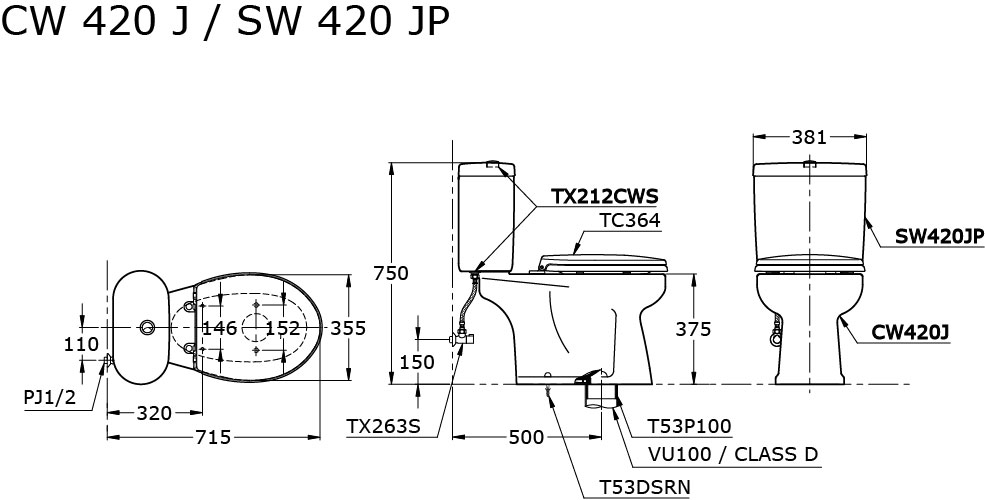 CW 420 J / SW 420 JP
381
TX212CWS
TC364
SW420JP
750
146
152
355
375
CW420J
110
150
PJ1/2
320
TX263S
T53P100
715
500
VU100 / CLASS D
T53DSRN